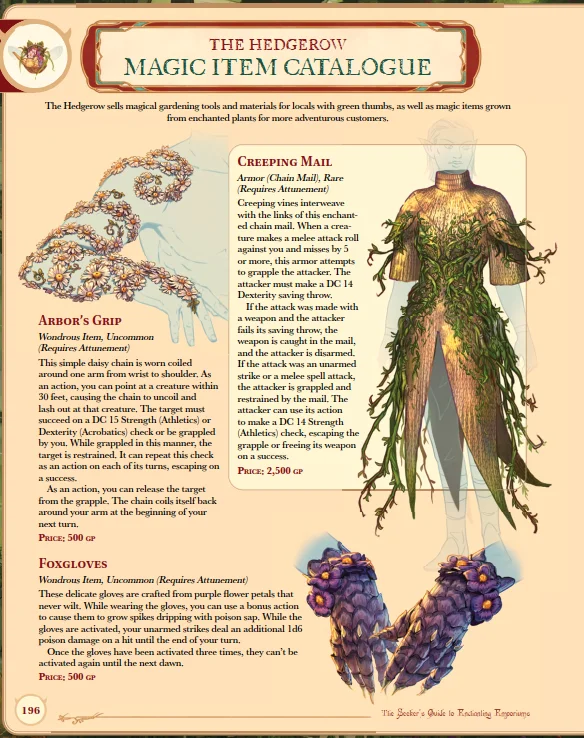 THE HEDGEROW
MAGIC ITEM CATALOGUE
The Hedgerow sells magical gardening tools and materials for locals with green thumbs, as well as magic items grown
from enchanted plants for more adventurous customers.
CREEPING MAIL
Armor (Chain Mail), Rare
(Requires Attunement)
Creeping vines interweave
with the links of this enchant-
ed chain mail. When a crea-
ture makes a melee attack roll
against you and misses by 5
or more, this armor attempts
to grapple the attacker. The
attacker must make a DC 14
Dexterity saving throw.
If the attack was made with
a weapon and the attacker
fails its saving throw, the
weapon is caught in the mail,
and the attacker is disarmed.
If the attack was an unarmed
strike or a melee spell attack,
the attacker is grappled and
restrained by the mail. The
attacker can use its action
to make a DC 14 Strength
(Athletics) check, escaping the
grapple or freeing its weapon
on a success.
PRICE: 2,500 GP
ARBOR'S GRIP
Wondrous Item, Uncommon
(Requires Attunement)
This simple daisy chain is worn coiled
around one arm from wrist to shoulder. As
an action, you can point at a creature within
30 feet, causing the chain to uncoil and
lash out at that creature. The target must
succeed on a DC 15 Strength (Athletics) or
Dexterity (Acrobatics) check or be grappled
by you. While grappled in this manner, the
target is restrained. It can repeat this check
as an action on each of its turns, escaping on
a success.
As an action, you can release the target
from the grapple. The chain coils itself back
around your arm at the beginning of your
next turn.
PRICE: 500 GP
FOXGLOVES
Wondrous Item, Uncommon (Requires Attunement)
These delicate gloves are crafted from purple flower petals that
never wilt. While wearing the gloves, you can use a bonus action
to cause them to grow spikes dripping with poison sap. While the
gloves are activated, your unarmed strikes deal an additional 1d6
poison damage on a hit until the end of your turn.
Once the gloves have been activated three times, they can't be
activated again until the next dawn.
PRICE: 500 GP
196
The Seeker's Guide to Enchanting Emporiums